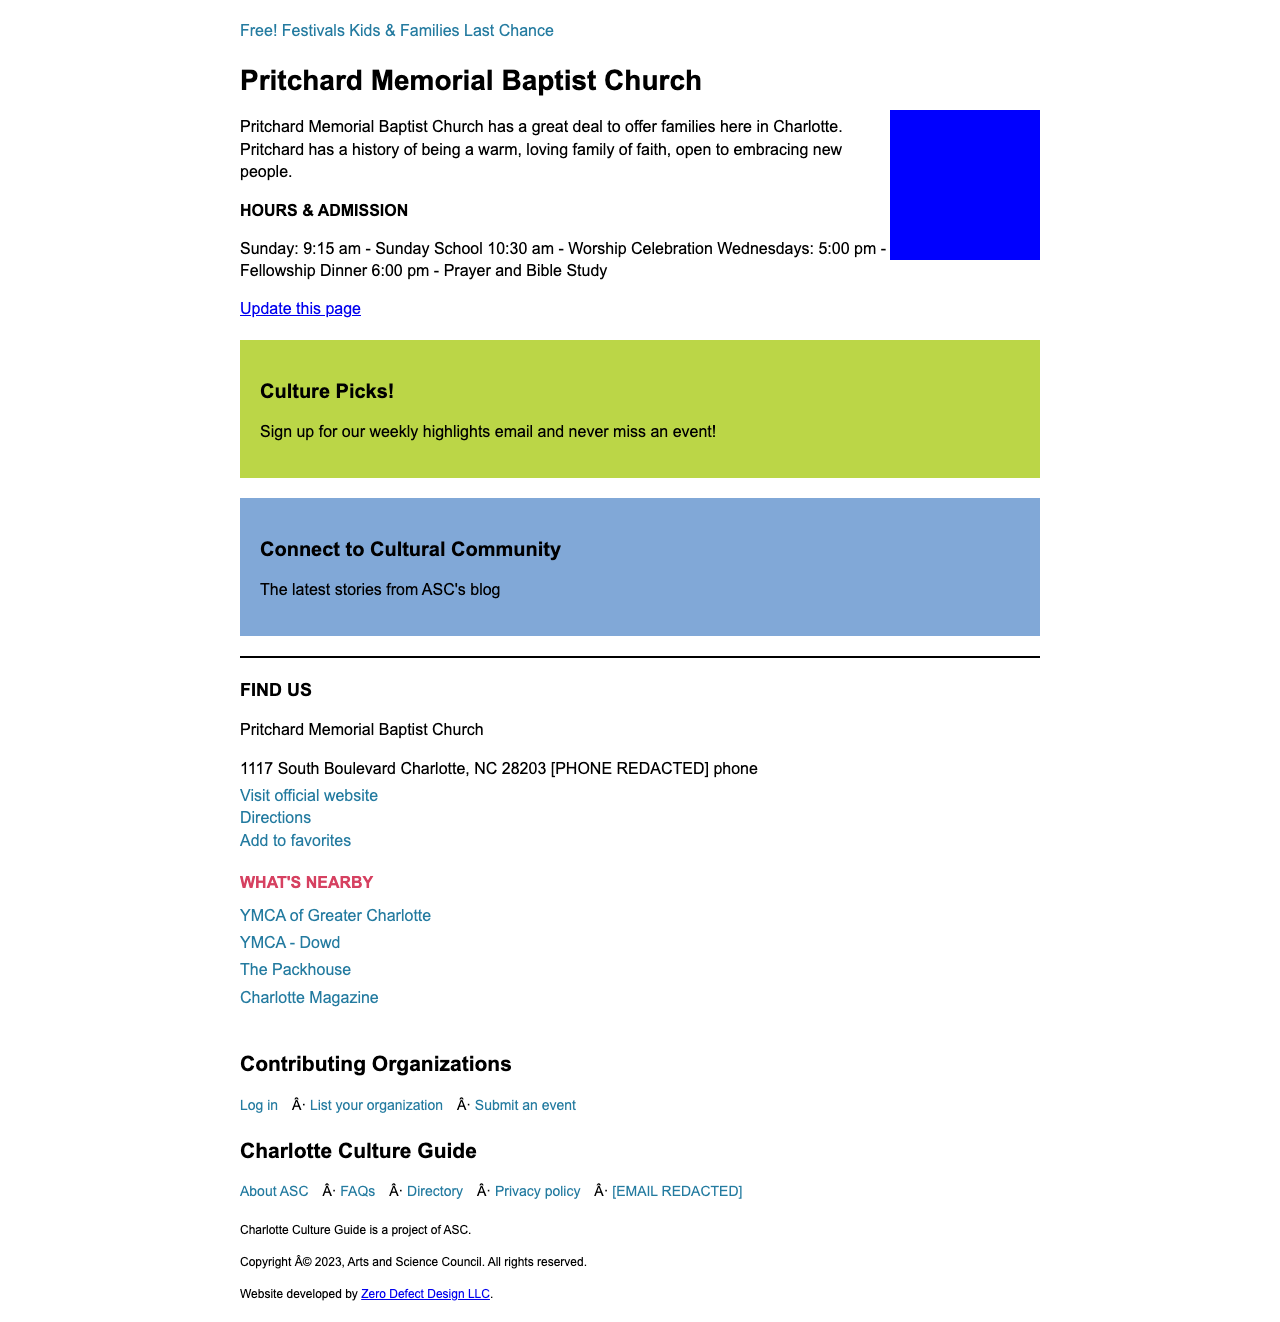 Free! Festivals Kids & Families Last Chance
Pritchard Memorial Baptist Church
Pritchard Memorial Baptist Church has a great deal to offer families here in Charlotte.
Pritchard has a history of being a warm, loving family of faith, open to embracing new
people.
HOURS & ADMISSION
Sunday: 9:15 am - Sunday School 10:30 am - Worship Celebration Wednesdays: 5:00 pm -
Fellowship Dinner 6:00 pm - Prayer and Bible Study
Update this page
Culture Picks!
Sign up for our weekly highlights email and never miss an event!
Connect to Cultural Community
The latest stories from ASC's blog
FIND US
Pritchard Memorial Baptist Church
1117 South Boulevard Charlotte, NC 28203 [PHONE REDACTED] phone
Visit official website
Directions
Add to favorites
WHAT'S NEARBY
YMCA of Greater Charlotte
YMCA - Dowd
The Packhouse
Charlotte Magazine
Contributing Organizations
Log in Â· List your organization Â· Submit an event
Charlotte Culture Guide
About ASC Â· FAQs Â· Directory Â· Privacy policy Â· [EMAIL REDACTED]
Charlotte Culture Guide is a project of ASC.
Copyright Â© 2023, Arts and Science Council. All rights reserved.
Website developed by Zero Defect Design LLC.